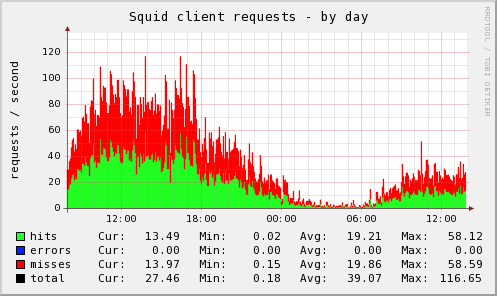 Squid client requests - by day
RRDTOOL / TOBI OETIKER
requests / second
120
100
80
60
40
20
0
12:00 18:00 00:00 06:00 12:00
hits Cur: 13.49 Min: 0.02 Avg: 19.21 Max: 58.12
errors Cur: 0.00 Min: 0.00 Avg: 0.00 Max: 0.00
misses Cur: 13.97 Min: 0.15 Avg: 19.86 Max: 58.59
total Cur: 27.46 Min: 0.18 Avg: 39.07 Max: 116.65